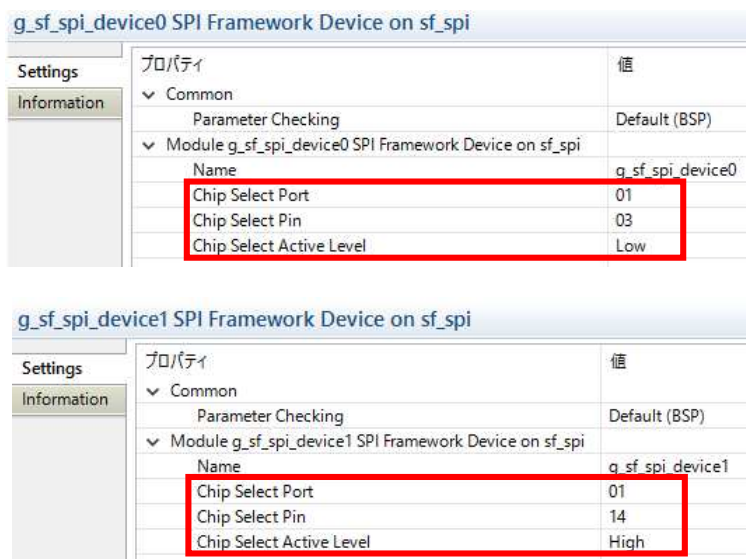 g_sf_spi_device0 SPI Framework Device on sf_spi
Settings
Information
プロパティ 値
Common
Parameter Checking Default (BSP)
Module g_sf_spi_device0 SPI Framework Device on sf_spi
Name g_sf_spi_device0
Chip Select Port 01
Chip Select Pin 03
Chip Select Active Level Low
g_sf_spi_device1 SPI Framework Device on sf_spi
Settings
Information
プロパティ 値
Common
Parameter Checking Default (BSP)
Module g_sf_spi_device1 SPI Framework Device on sf_spi
Name g_sf_spi_device1
Chip Select Port 01
Chip Select Pin 14
Chip Select Active Level High